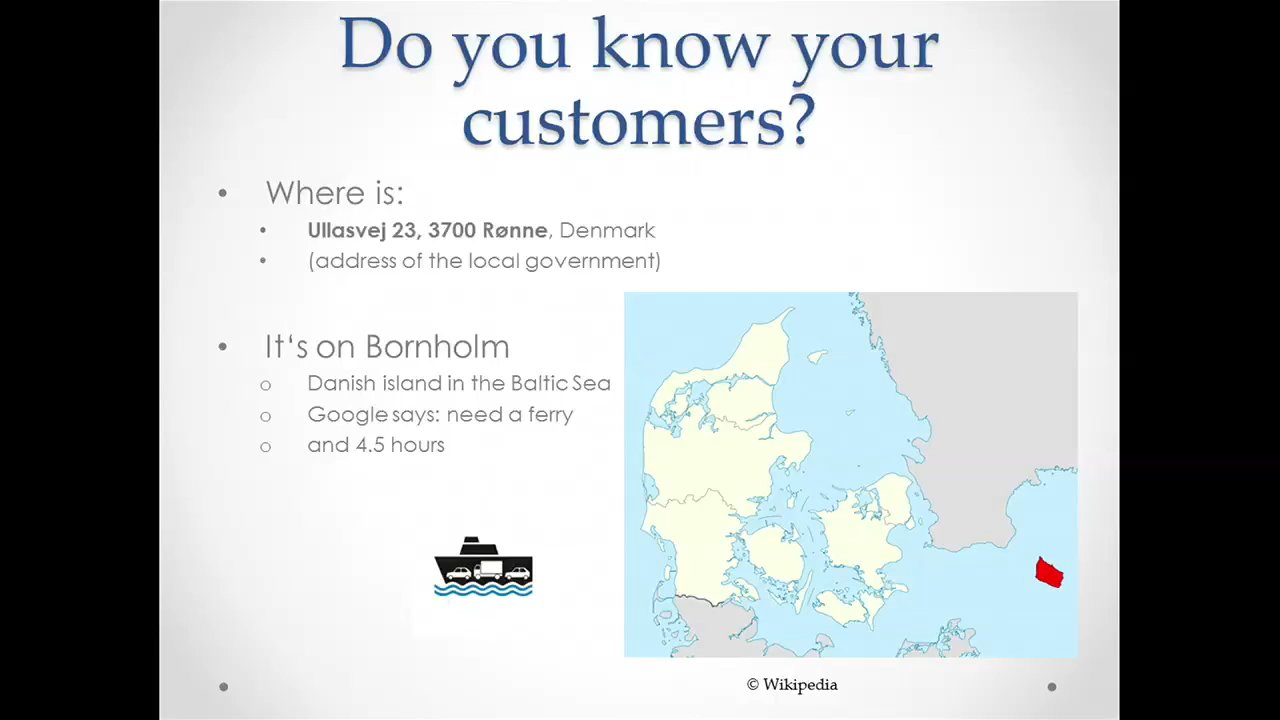 Do you know your
customers?
• Where is:
• Ullasvej 23, 3700 Rønne, Denmark
• (address of the local government)
• It‘s on Bornholm
o Danish island in the Baltic Sea
o Google says: need a ferry
o and 4.5 hours
© Wikipedia